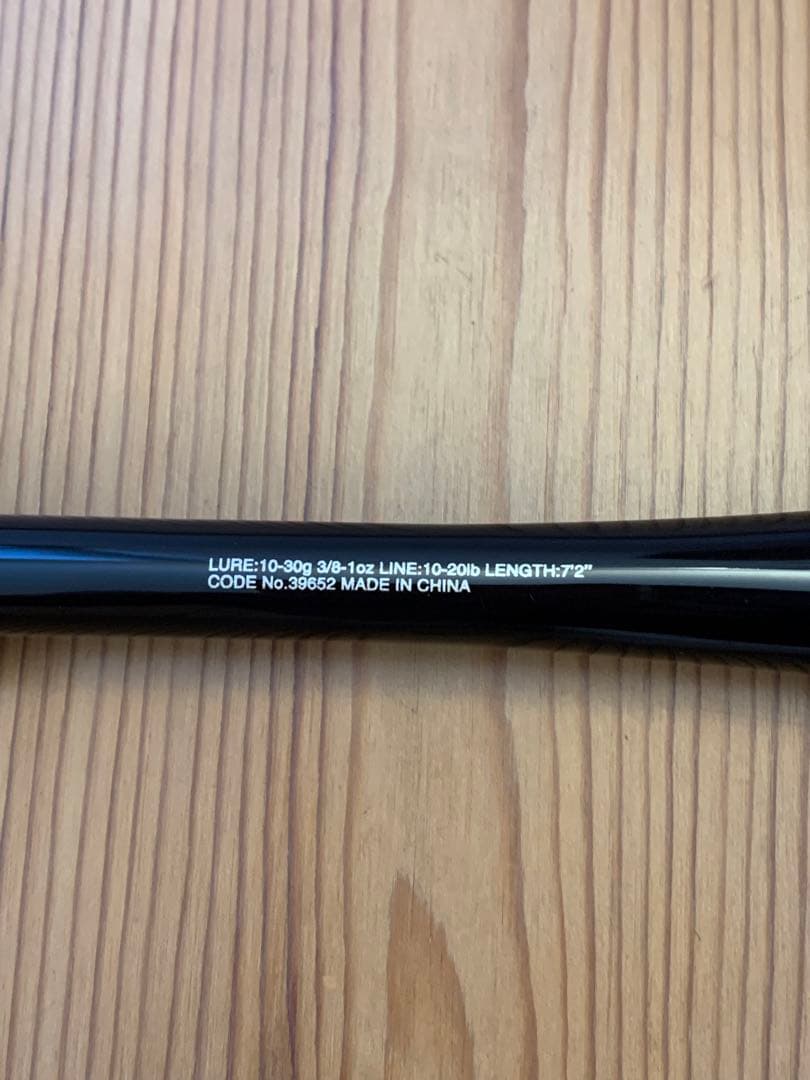 LURE:10-30g 3/8-1oz LINE:10-20lb LENGTH:7'2"
CODE No.39652 MADE IN CHINA